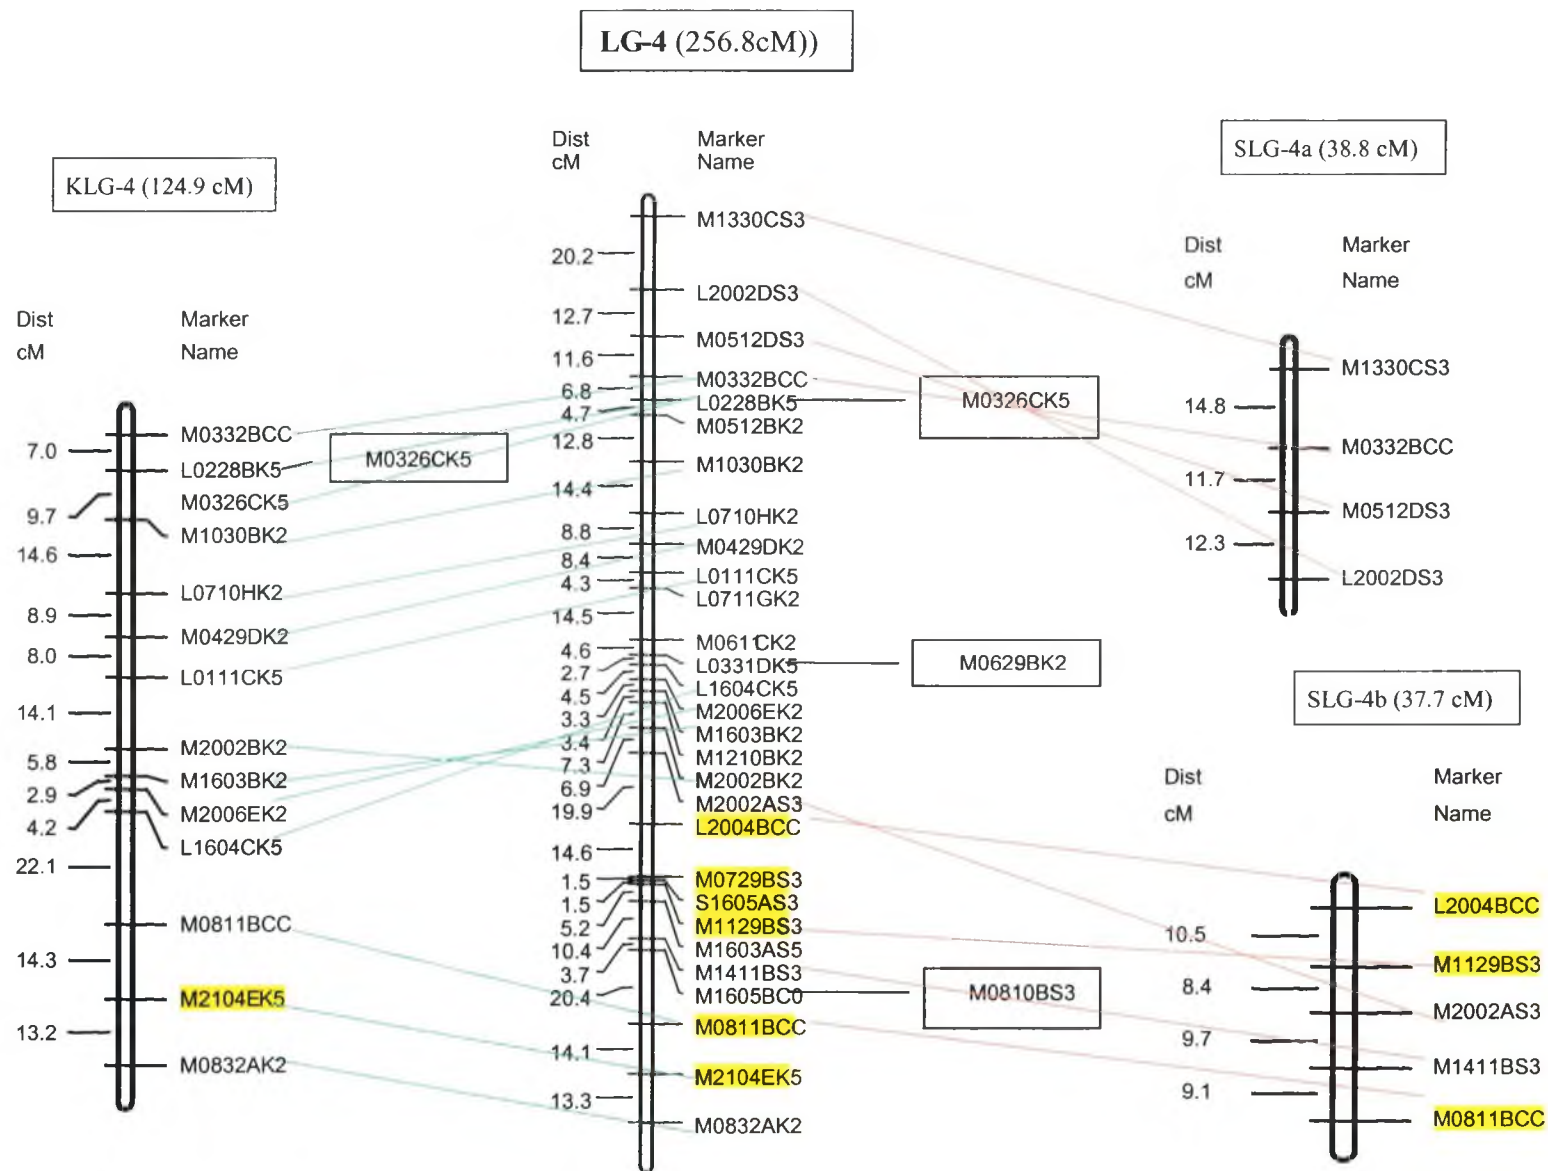 LG-4 (256.8cM))
KLG-4 (124.9 cM)
Dist
cM
Marker
Name
7.0
9.7
14.6
8.9
8.0
14.1
5.8
2.9
4.2
22.1
14.3
13.2
M0332BCC
L0228BK5
M0326CK5
M1030BK2
L0710HK2
M0429DK2
L0111CK5
M2002BK2
M1603BK2
M2006EK2
L1604CK5
M0811BCC
M2104EK5
M0832AK2
M0326CK5
Dist
cM
Marker
Name
20.2
12.7
11.6
6.8
4.7
12.8
14.4
8.8
8.4
4.3
14.5
4.6
2.7
4.5
3.3
3.4
7.3
6.9
19.9
14.6
1.5
1.5
5.2
10.4
3.7
20.4
14.1
13.3
M1330CS3
L2002DS3
M0512DS3
M0332BCC
L0228BK5
M0512BK2
M1030BK2
L0710HK2
M0429DK2
L0111CK5
L0711GK2
M0611CK2
L0331DK5
L1604CK5
M2006EK2
M1603BK2
M1210BK2
M2002BK2
M2002AS3
L2004BCC
M0729BS3
S1605AS3
M1129BS3
M1603AS5
M1411BS3
M1605BC0
M0811BCC
M2104EK5
M0832AK2
M0326CK5
M0629BK2
M0810BS3
SLG-4a (38.8 cM)
Dist
cM
Marker
Name
14.8
11.7
12.3
M1330CS3
M0332BCC
M0512DS3
L2002DS3
SLG-4b (37.7 cM)
Dist
cM
Marker
Name
10.5
8.4
9.7
9.1
L2004BCC
M1129BS3
M2002AS3
M1411BS3
M0811BCC